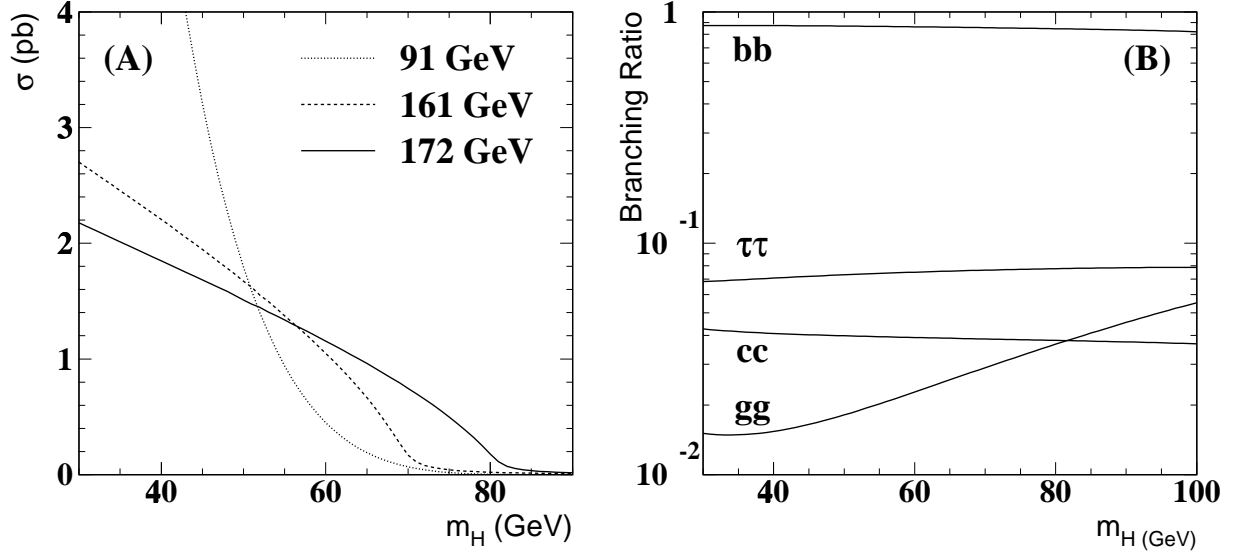 σ (pb)
4
3
2
1
0
(A)
91 GeV
161 GeV
172 GeV
40 60 80
m_H (GeV)
Branching Ratio
1
10^-1
10^-2
bb
(B)
ττ
cc
gg
40 60 80 100
m_H (GeV)